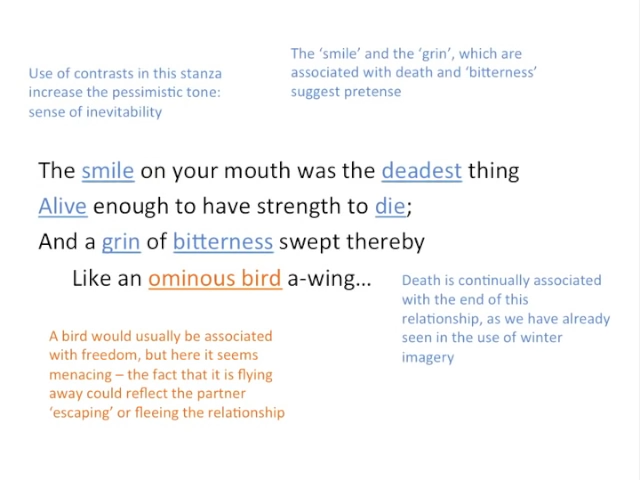 Use of contrasts in this stanza
increase the pessimistic tone:
sense of inevitability
The ‘smile’ and the ‘grin’, which are
associated with death and ‘bitterness’
suggest pretense
The smile on your mouth was the deadest thing
Alive enough to have strength to die;
And a grin of bitterness swept thereby
Like an ominous bird a-wing…
Death is continually associated
with the end of this
relationship, as we have already
seen in the use of winter
imagery
A bird would usually be associated
with freedom, but here it seems
menacing – the fact that it is flying
away could reflect the partner
‘escaping’ or fleeing the relationship